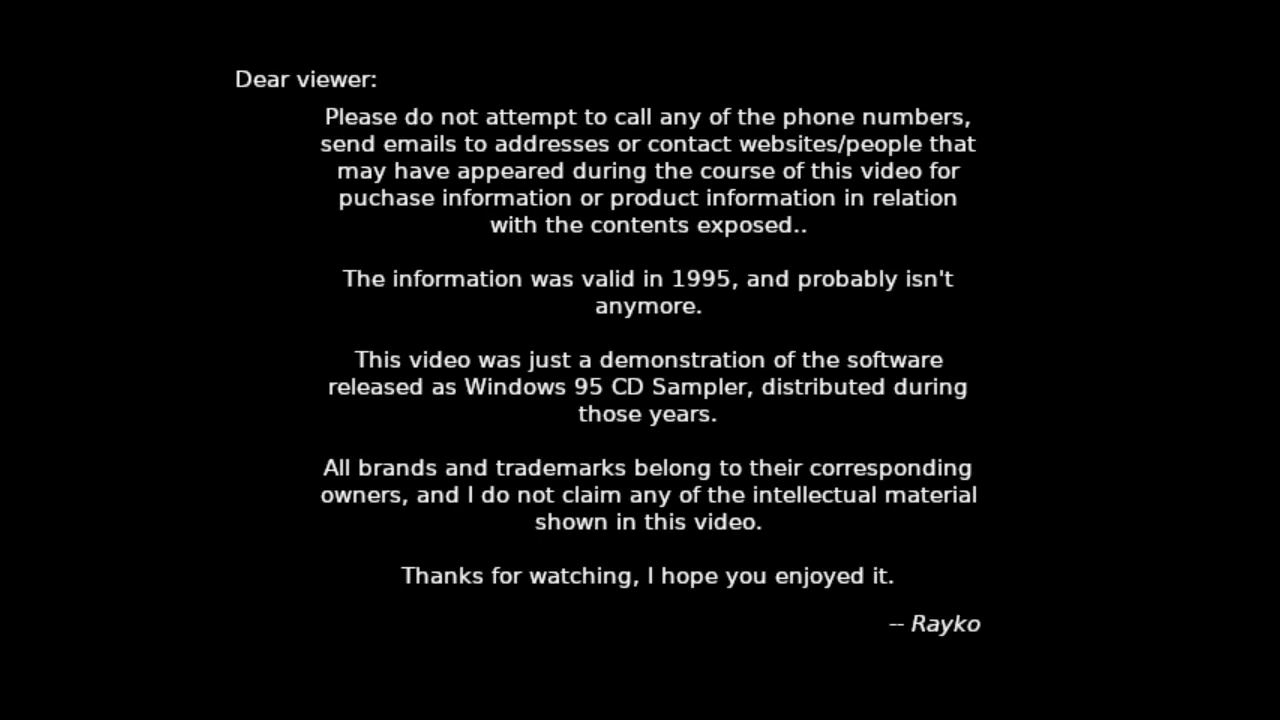 Dear viewer:
Please do not attempt to call any of the phone numbers,
send emails to addresses or contact websites/people that
may have appeared during the course of this video for
puchase information or product information in relation
with the contents exposed..
The information was valid in 1995, and probably isn't
anymore.
This video was just a demonstration of the software
released as Windows 95 CD Sampler, distributed during
those years.
All brands and trademarks belong to their corresponding
owners, and I do not claim any of the intellectual material
shown in this video.
Thanks for watching, I hope you enjoyed it.
-- Rayko